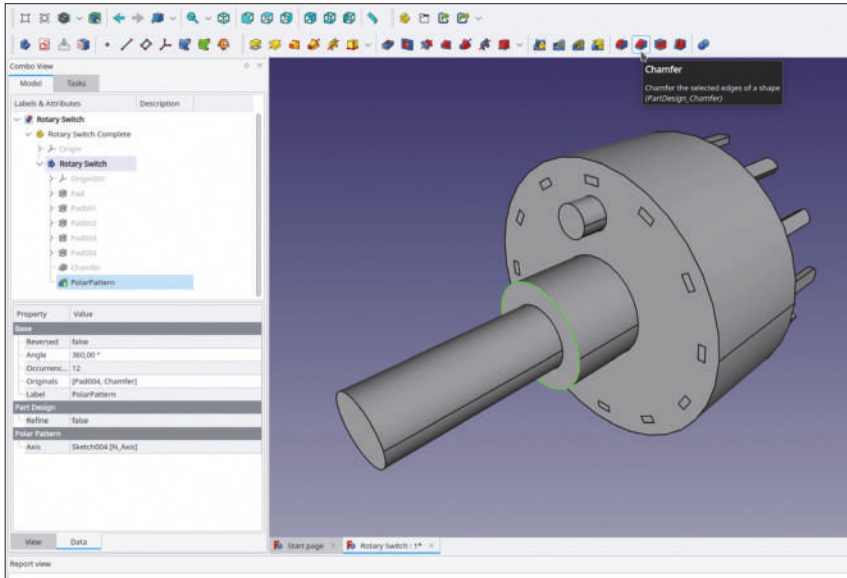 Combo View
Model Tasks
Labels & Attributes Description
Rotary Switch
Rotary Switch Complete
Origin
Rotary Switch
Origin001
Pad
Pad001
Pad002
Pad003
Pad004
Chamfer
PolarPattern
Property Value
Base
Reversed false
Angle 360,00 °
Occurrenc... 12
Originals [Pad004, Chamfer]
Label PolarPattern
Part Design
Refine false
Polar Pattern
Axis Sketch004 [N_Axis]
View Data
Chamfer
Chamfer the selected edges of a shape
(PartDesign_Chamfer)
Start page
Rotary Switch : 1*
Report view